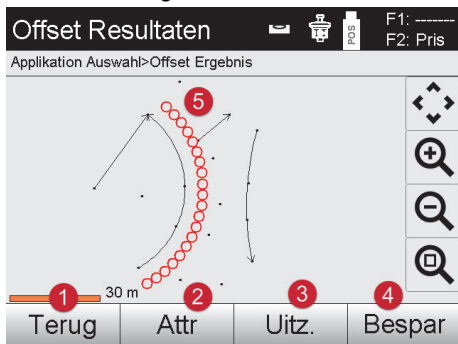 Offset Resultaten
POS
F1: -------
F2: Pris
Applikation Auswahl>Offset Ergebnis
5
30 m
1
2
3
4
Terug
Attr
Uitz.
Bespar